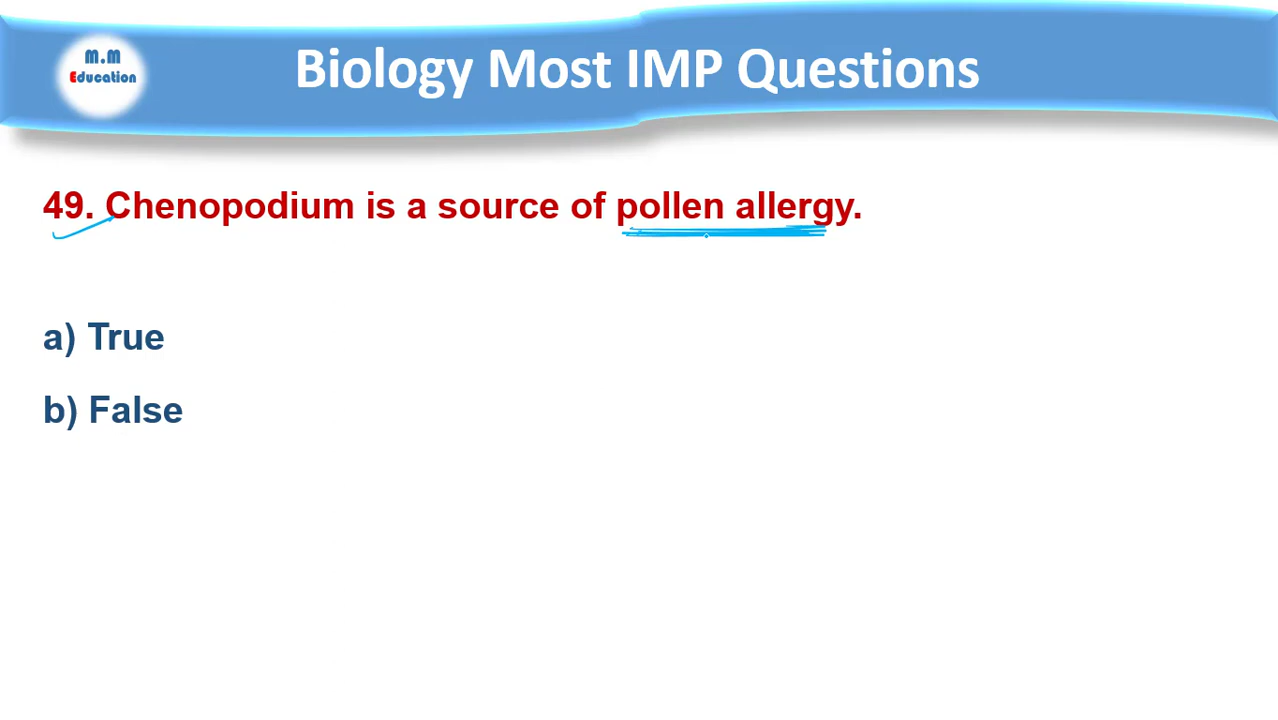 M.M
Education
Biology Most IMP Questions
49. Chenopodium is a source of pollen allergy.
a) True
b) False